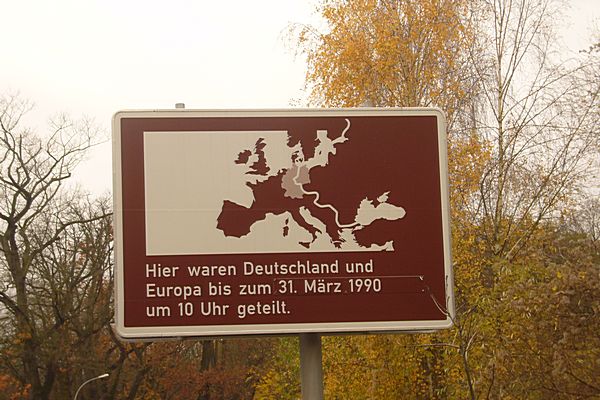 Hier waren Deutschland und
Europa bis zum 31. März 1990
um 10 Uhr geteilt.